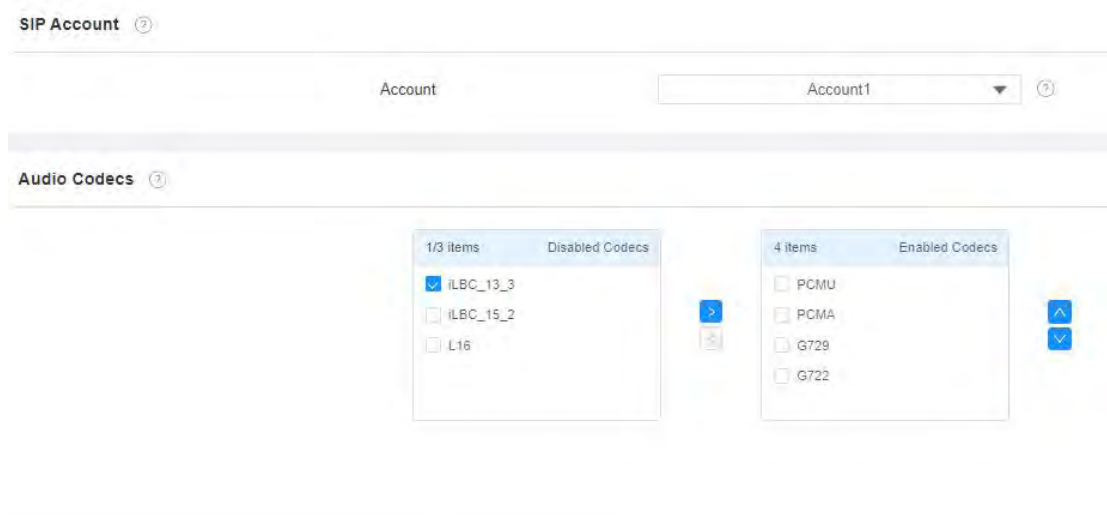 SIP Account
Account
Account1
Audio Codecs
1/3 items Disabled Codecs
iLBC_13_3
iLBC_15_2
L16
4 items Enabled Codecs
PCMU
PCMA
G729
G722